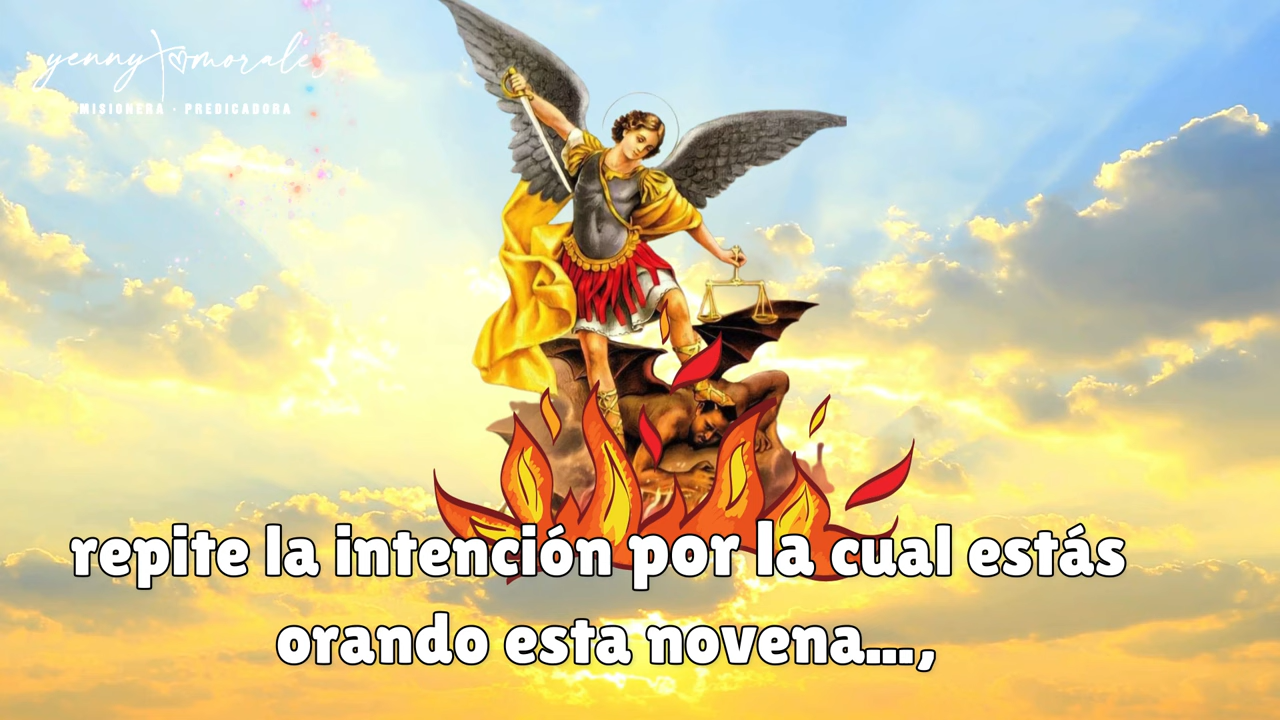 yenny morales
MISIONERA · PREDICADORA
repite la intención por la cual estás
orando esta novena...,